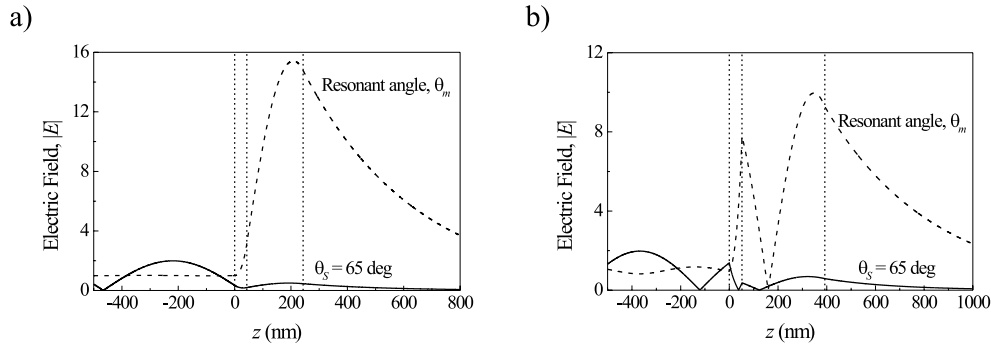 a)
b)
16
12
8
4
0
-400
-200
0
200
400
600
800
Electric Field, |E|
z (nm)
Resonant angle, θm
θS = 65 deg
12
8
4
0
-400
-200
0
200
400
600
800
1000
Electric Field, |E|
z (nm)
Resonant angle, θm
θS = 65 deg